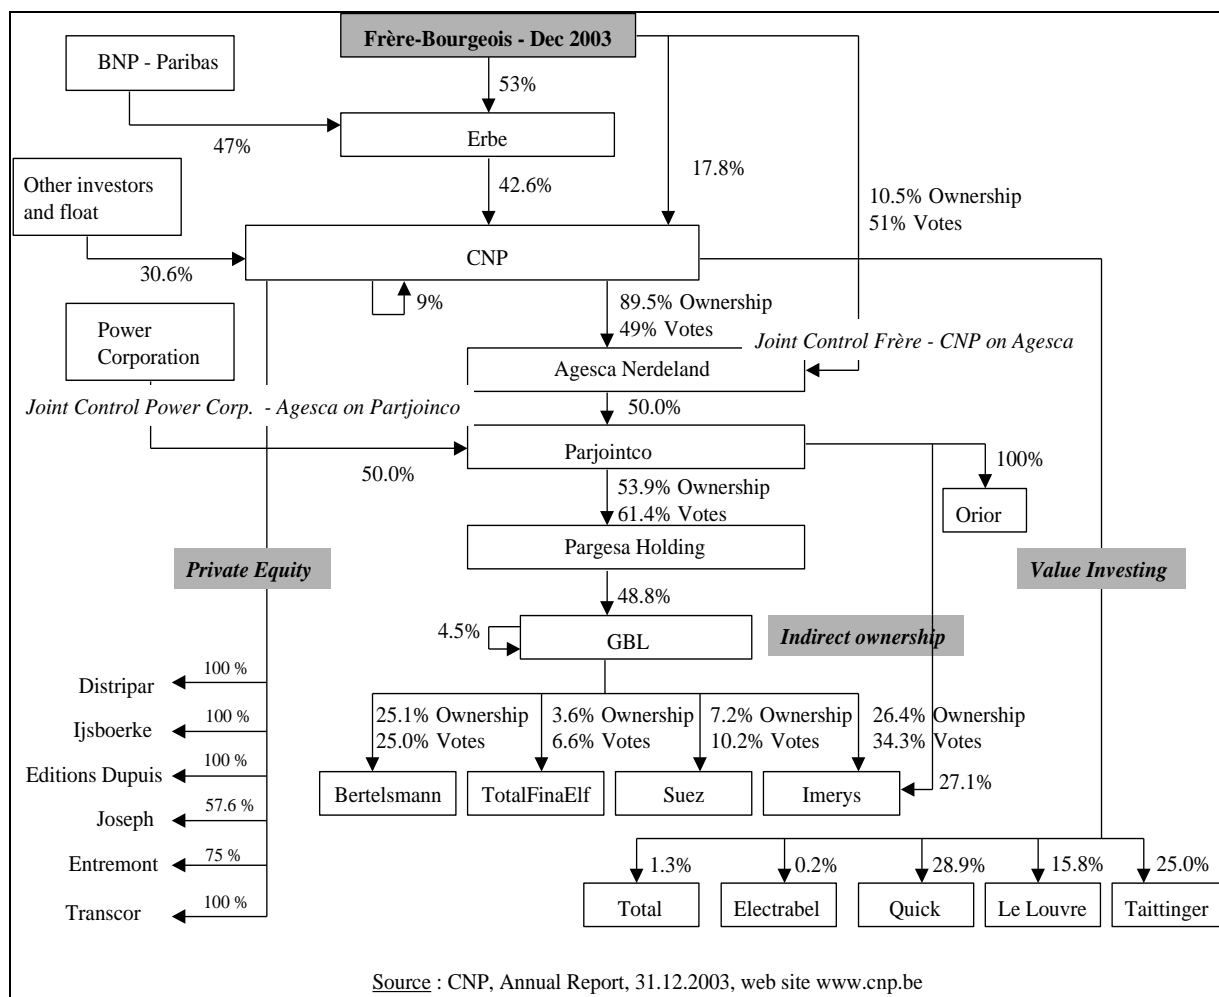 Frère-Bourgeois - Dec 2003
BNP - Paribas
53%
47%
Erbe
Other investors
and float
42.6%
17.8%
10.5% Ownership
51% Votes
CNP
30.6%
9%
89.5% Ownership
49% Votes
Power
Corporation
Joint Control Frère - CNP on Agesca
Agesca Nerdeland
Joint Control Power Corp. - Agesca on Partjoinco
50.0%
Parjointco
50.0%
100%
53.9% Ownership
61.4% Votes
Orior
Pargesa Holding
Private Equity
Value Investing
48.8%
4.5%
GBL
Indirect ownership
Distripar
100 %
Ijsboerke
100 %
Editions Dupuis
100 %
Joseph
57.6 %
Entremont
75 %
Transcor
100 %
25.1% Ownership
25.0% Votes
3.6% Ownership
6.6% Votes
7.2% Ownership
10.2% Votes
26.4% Ownership
34.3% Votes
Bertelsmann
TotalFinaElf
Suez
Imerys
27.1%
1.3%
0.2%
28.9%
15.8%
25.0%
Total
Electrabel
Quick
Le Louvre
Taittinger
Source : CNP, Annual Report, 31.12.2003, web site www.cnp.be